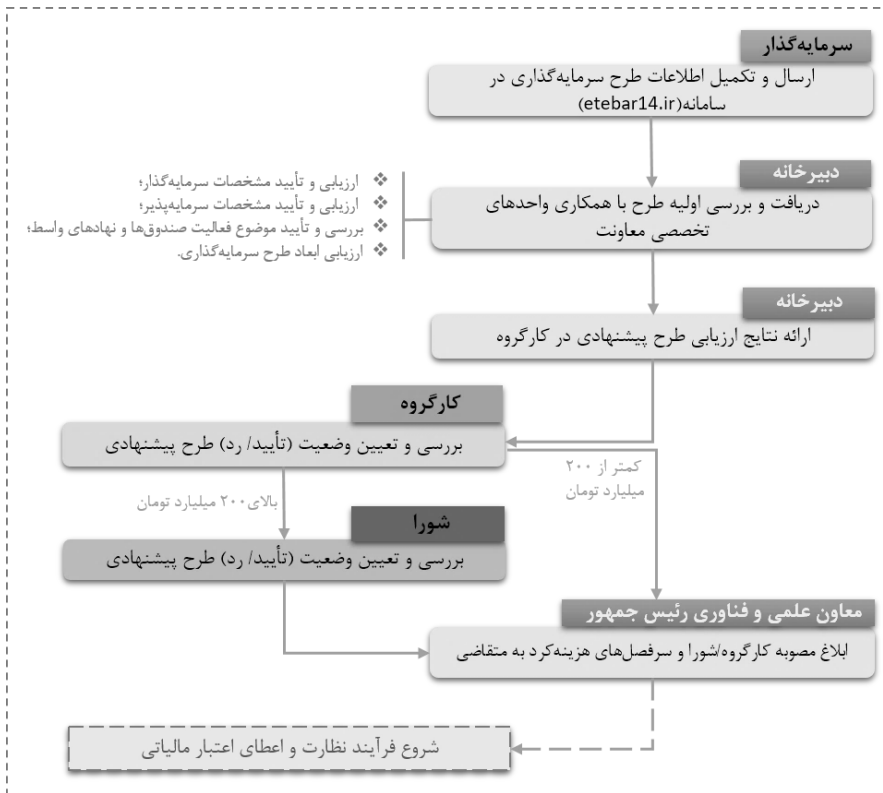 سرمایه‌گذار
ارسال و تکمیل اطلاعات طرح سرمایه‌گذاری در
سامانه(etebar14.ir)
دبیرخانه
دریافت و بررسی اولیه طرح با همکاری واحدهای
تخصصی معاونت
❖ ارزیابی و تأیید مشخصات سرمایه‌گذار؛
❖ ارزیابی و تأیید مشخصات سرمایه‌پذیر؛
❖ بررسی و تأیید موضوع فعالیت صندوق‌ها و نهادهای واسط؛
❖ ارزیابی ابعاد طرح سرمایه‌گذاری.
دبیرخانه
ارائه نتایج ارزیابی طرح پیشنهادی در کارگروه
کارگروه
بررسی و تعیین وضعیت (تأیید/ رد) طرح پیشنهادی
کمتر از ۲۰۰
میلیارد تومان
بالای۲۰۰ میلیارد تومان
شورا
بررسی و تعیین وضعیت (تأیید/ رد) طرح پیشنهادی
معاون علمی و فناوری رئیس جمهور
ابلاغ مصوبه کارگروه/شورا و سرفصل‌های هزینه‌کرد به متقاضی
شروع فرآیند نظارت و اعطای اعتبار مالیاتی